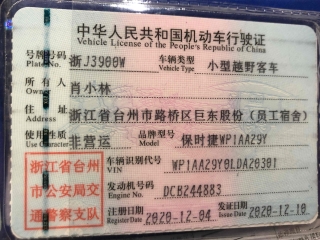 中华人民共和国机动车行驶证
Vehicle License of the People's Republic of China
号牌号码 浙J3900W 车辆类型 小型越野客车
Plate No. Vehicle Type
所有人 肖小林
Owner
住址 浙江省台州市路桥区巨东股份（员工宿舍）
Address
使用性质 非营运 品牌型号 保时捷WP1AA29Y
Use Character Model
浙江省台州市公安局交通警察支队
车辆识别代号 WP1AA29Y0LDA20301
VIN
发动机号码 DCB244883
Engine No.
注册日期 2020-12-04 发证日期 2020-12-10
Register Date Issue Date